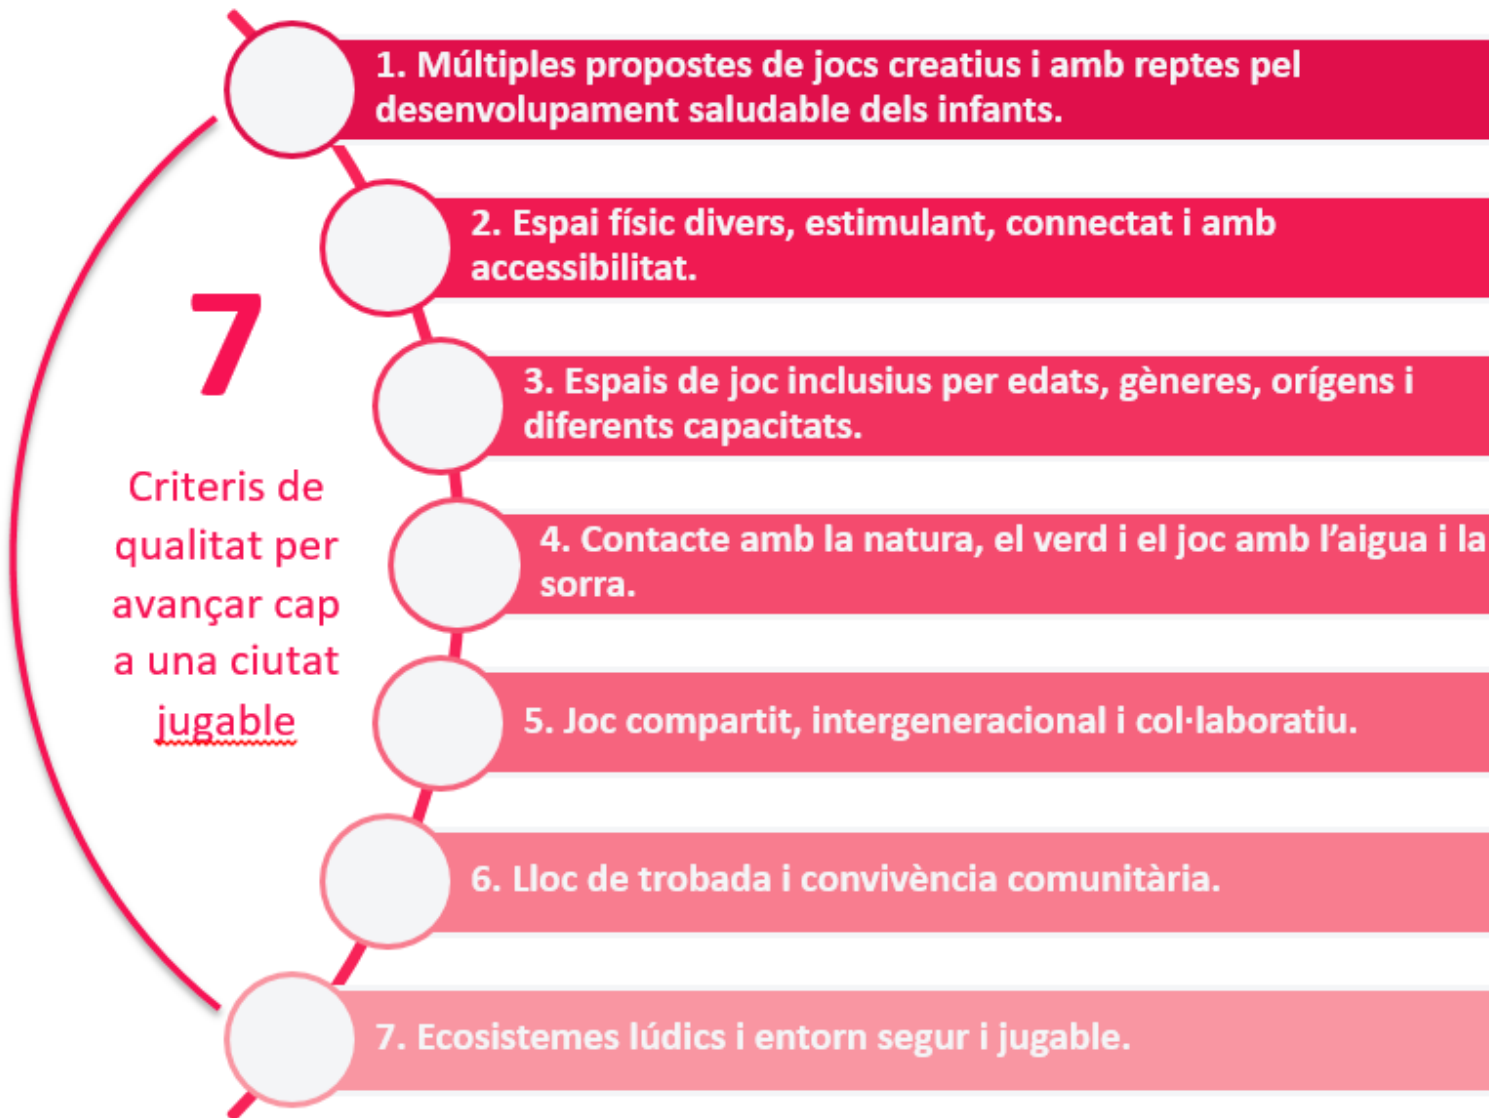 7
Criteris de
qualitat per
avançar cap
a una ciutat
jugable
1. Múltiples propostes de jocs creatius i amb reptes pel
desenvolupament saludable dels infants.
2. Espai físic divers, estimulant, connectat i amb
accessibilitat.
3. Espais de joc inclusius per edats, gèneres, orígens i
diferents capacitats.
4. Contacte amb la natura, el verd i el joc amb l’aigua i la
sorra.
5. Joc compartit, intergeneracional i col·laboratiu.
6. Lloc de trobada i convivència comunitària.
7. Ecosistemes lúdics i entorn segur i jugable.